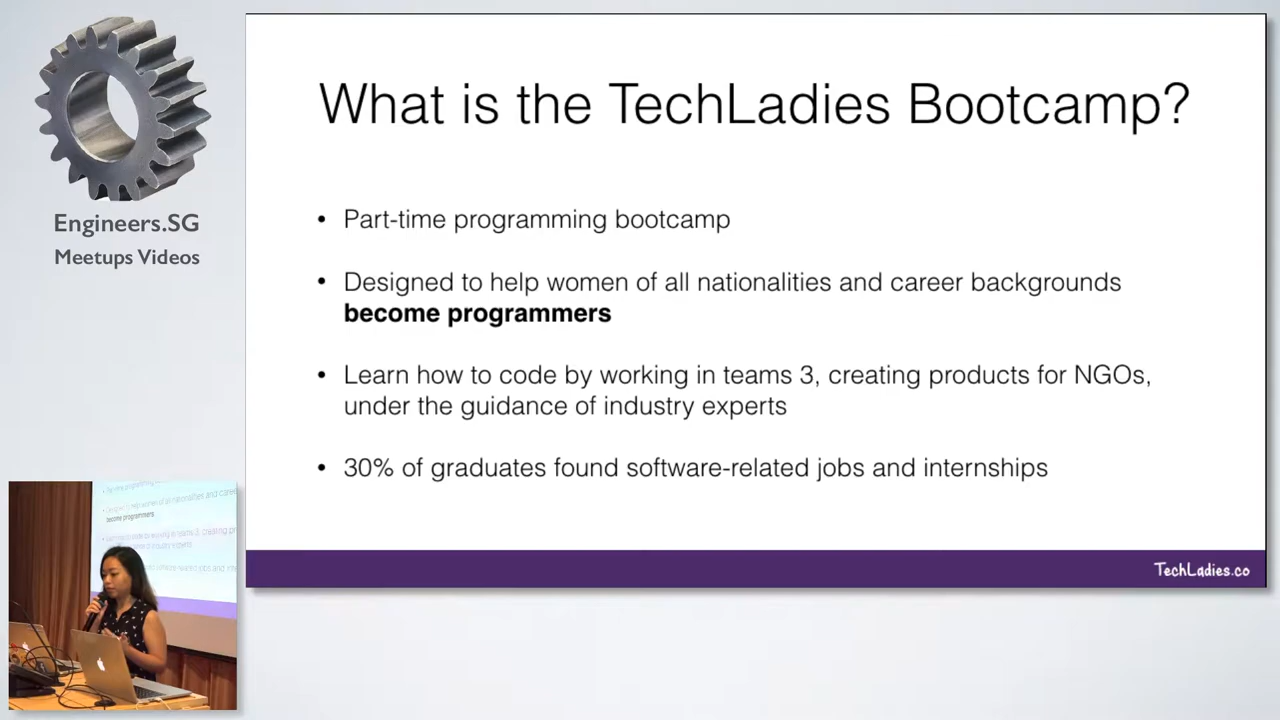 What is the TechLadies Bootcamp?
Engineers.SG
Meetups Videos
• Part-time programming bootcamp
• Designed to help women of all nationalities and career backgrounds
become programmers
• Learn how to code by working in teams 3, creating products for NGOs,
under the guidance of industry experts
• 30% of graduates found software-related jobs and internships
TechLadies.co
become programmers